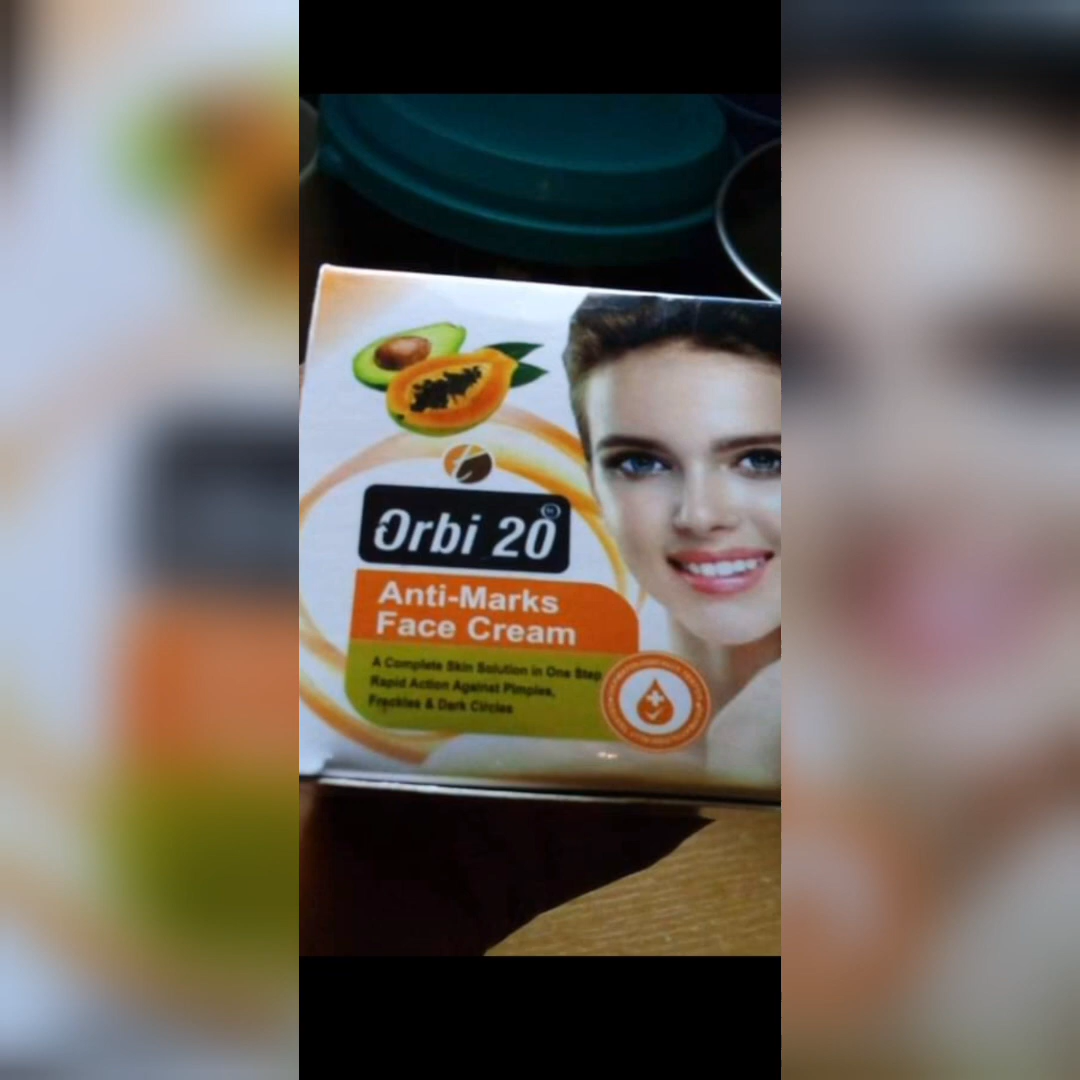 Orbi 20
Anti-Marks
Face Cream
A Complete Skin Solution in One Step
Rapid Action Against Pimples,
Freckles & Dark Circles